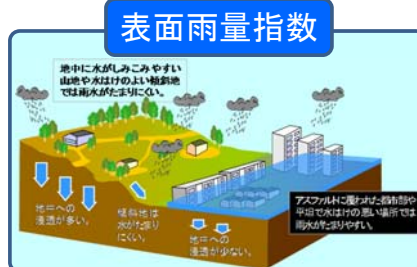 表面雨量指数
地中に水がしみこみやすい
山地や水はけのよい傾斜地
では雨水がたまりにくい。
地中への
浸透が多い。
傾斜地は
水がたまり
にくい。
地中への
浸透が少ない。
アスファルトに覆われた都市部や
平坦で水はけの悪い場所では
雨水がたまりやすい。